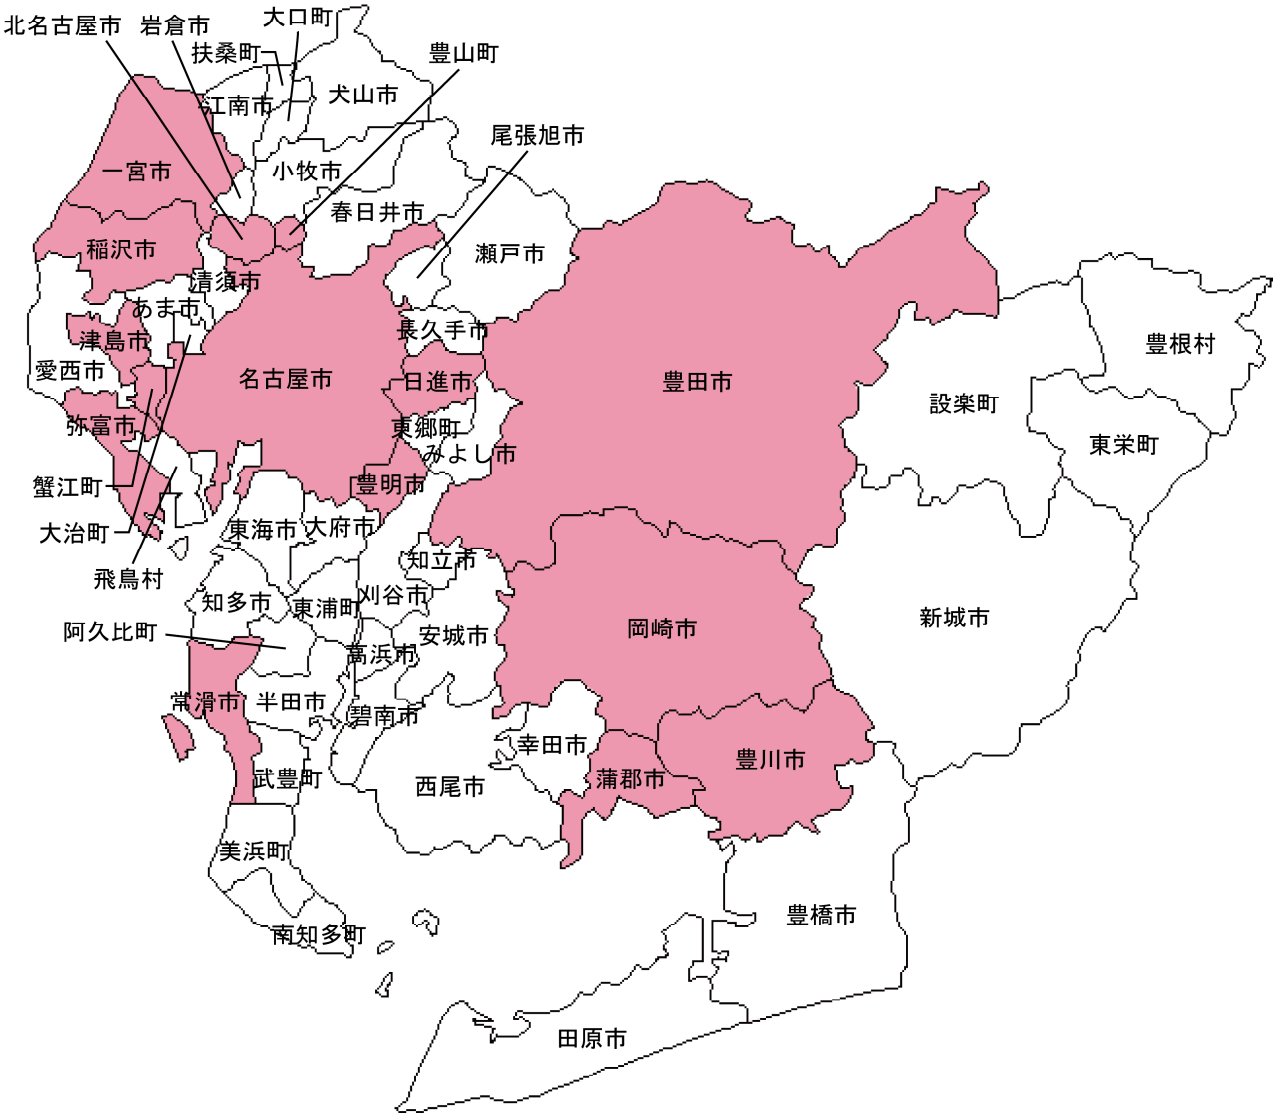 大口町
北名古屋市
岩倉市
扶桑町
豊山町
犬山市
江南市
尾張旭市
一宮市
小牧市
春日井市
稲沢市
瀬戸市
清須市
あま市
長久手市
津島市
豊根村
愛西市
名古屋市
日進市
豊田市
設楽町
弥富市
東郷町
東栄町
みよし市
蟹江町
豊明市
大治町
東海市
大府市
知立市
飛島村
刈谷市
知多市
東浦町
新城市
阿久比町
安城市
岡崎市
高浜市
常滑市
半田市
碧南市
幸田市
豊川市
武豊町
西尾市
蒲郡市
美浜町
豊橋市
南知多町
田原市